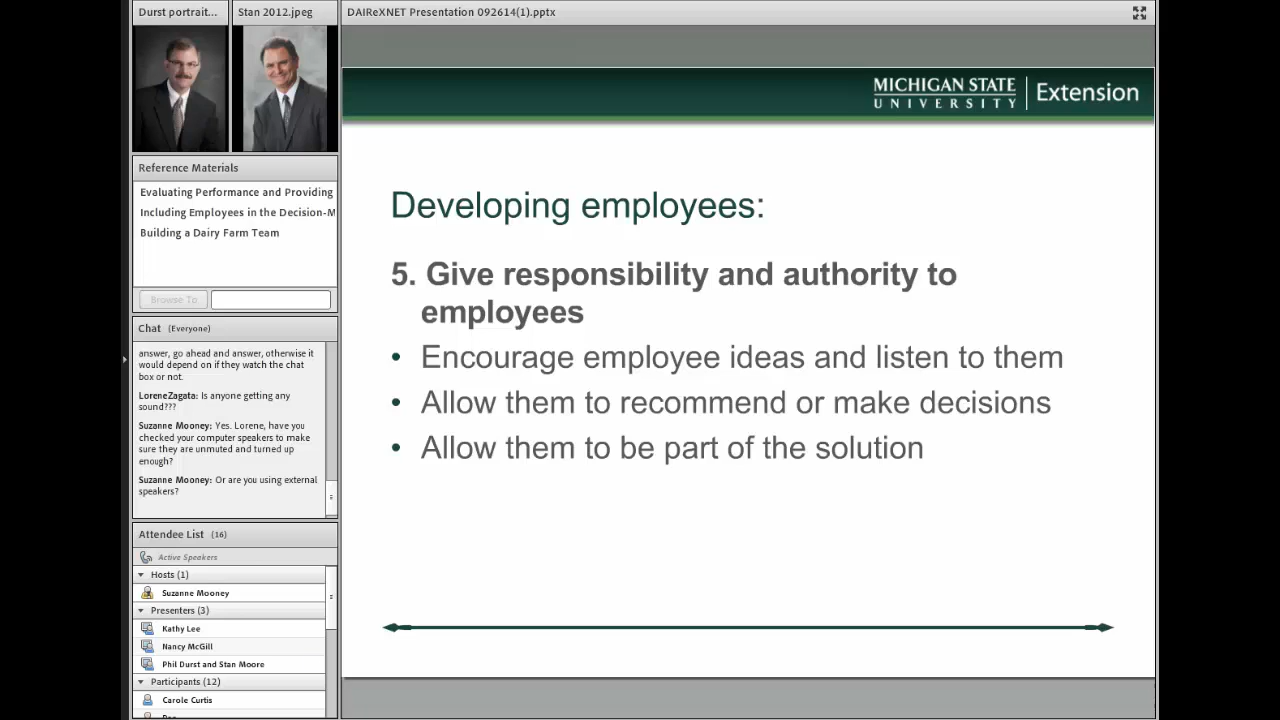 Durst portrait...
Stan 2012.jpeg
DAIReXNET Presentation 092614(1).pptx
Reference Materials
Evaluating Performance and Providing
Including Employees in the Decision-M
Building a Dairy Farm Team
Browse To
Chat (Everyone)
answer, go ahead and answer, otherwise it
would depend on if they watch the chat
box or not.
LoreneZagata: Is anyone getting any
sound???
Suzanne Mooney: Yes. Lorene, have you
checked your computer speakers to make
sure they are unmuted and turned up
enough?
Suzanne Mooney: Or are you using external
speakers?
Attendee List (16)
Active Speakers
Hosts (1)
Suzanne Mooney
Presenters (3)
Kathy Lee
Nancy McGill
Phil Durst and Stan Moore
Participants (12)
Carole Curtis
MICHIGAN STATE
UNIVERSITY
Extension
Developing employees:
5. Give responsibility and authority to
employees
• Encourage employee ideas and listen to them
• Allow them to recommend or make decisions
• Allow them to be part of the solution